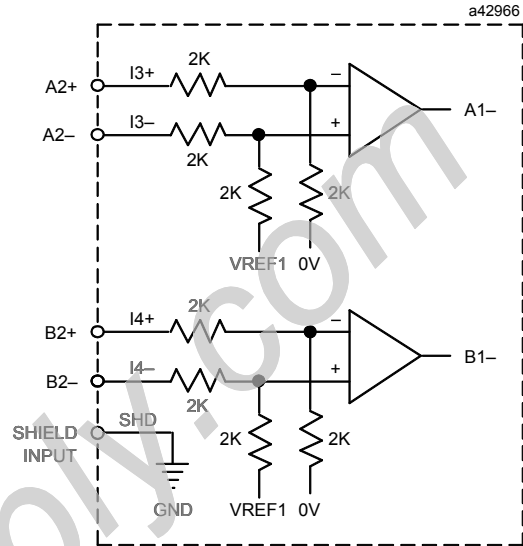 a42966
2K
A2+ I3+ – A1–
A2– I3– +
2K
2K 2K
VREF1 0V
2K
B2+ I4+ – B1–
B2– I4– +
2K
SHIELD INPUT SHD
2K 2K
GND VREF1 0V